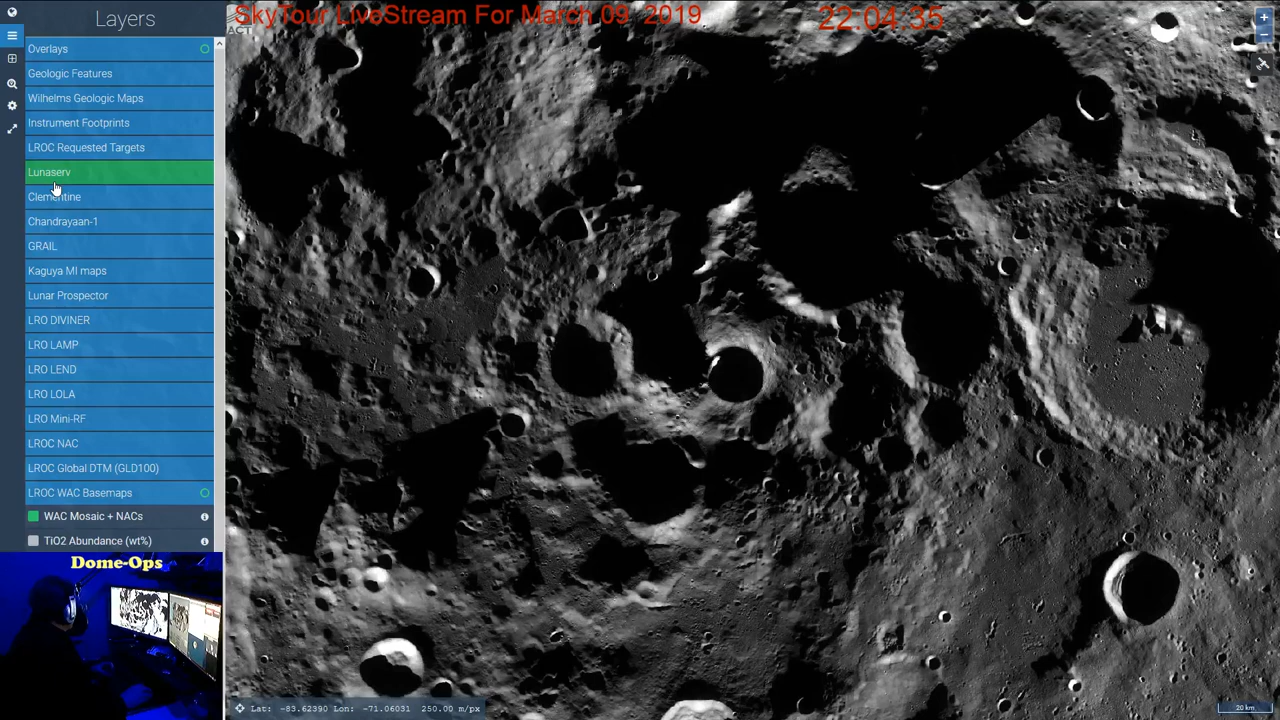 Layers
SkyTour LiveStream For March 09 2019
22:04:35
ACT
Overlays
Geologic Features
Wilhelms Geologic Maps
Instrument Footprints
LROC Requested Targets
Lunaserv
Clementine
Chandrayaan-1
GRAIL
Kaguya MI maps
Lunar Prospector
LRO DIVINER
LRO LAMP
LRO LEND
LRO LOLA
LRO Mini-RF
LROC NAC
LROC Global DTM (GLD100)
LROC WAC Basemaps
WAC Mosaic + NACs
TiO2 Abundance (wt%)
Dome-Ops
Lat: -83.62390 Lon: -71.06031 250.00 m/px
20 km